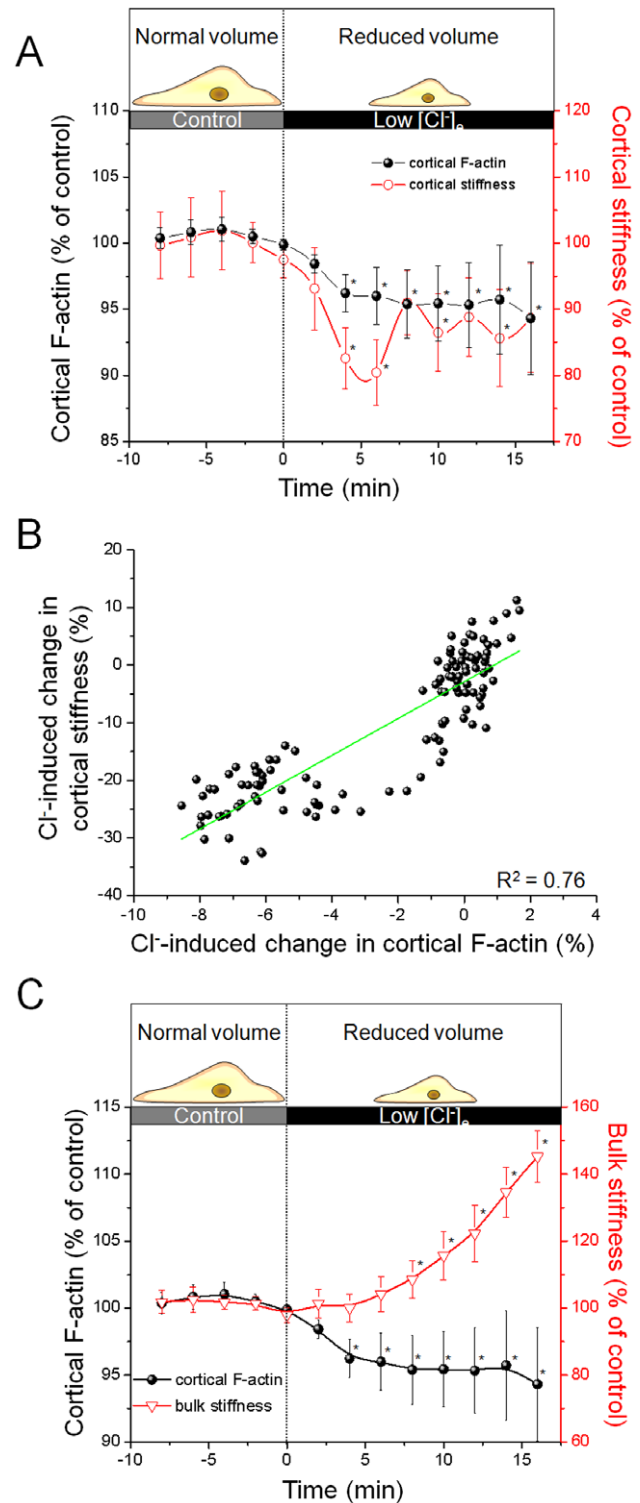 A
Normal volume
Reduced volume
Control
Low [Cl⁻]ₑ
110
105
100
95
90
85
120
110
100
90
80
70
cortical F-actin
cortical stiffness
* * * * * * *
* * * * *
-10
-5
0
5
10
15
Cortical F-actin (% of control)
Cortical stiffness (% of control)
Time (min)
B
20
10
0
-10
-20
-30
-40
-10
-8
-6
-4
-2
0
2
4
Cl⁻-induced change in
cortical stiffness (%)
R² = 0.76
Cl⁻-induced change in cortical F-actin (%)
C
Normal volume
Reduced volume
Control
Low [Cl⁻]ₑ
115
110
105
100
95
90
160
140
120
100
80
60
* * * * *
* * * * * * *
cortical F-actin
bulk stiffness
-10
-5
0
5
10
15
Cortical F-actin (% of control)
Bulk stiffness (% of control)
Time (min)